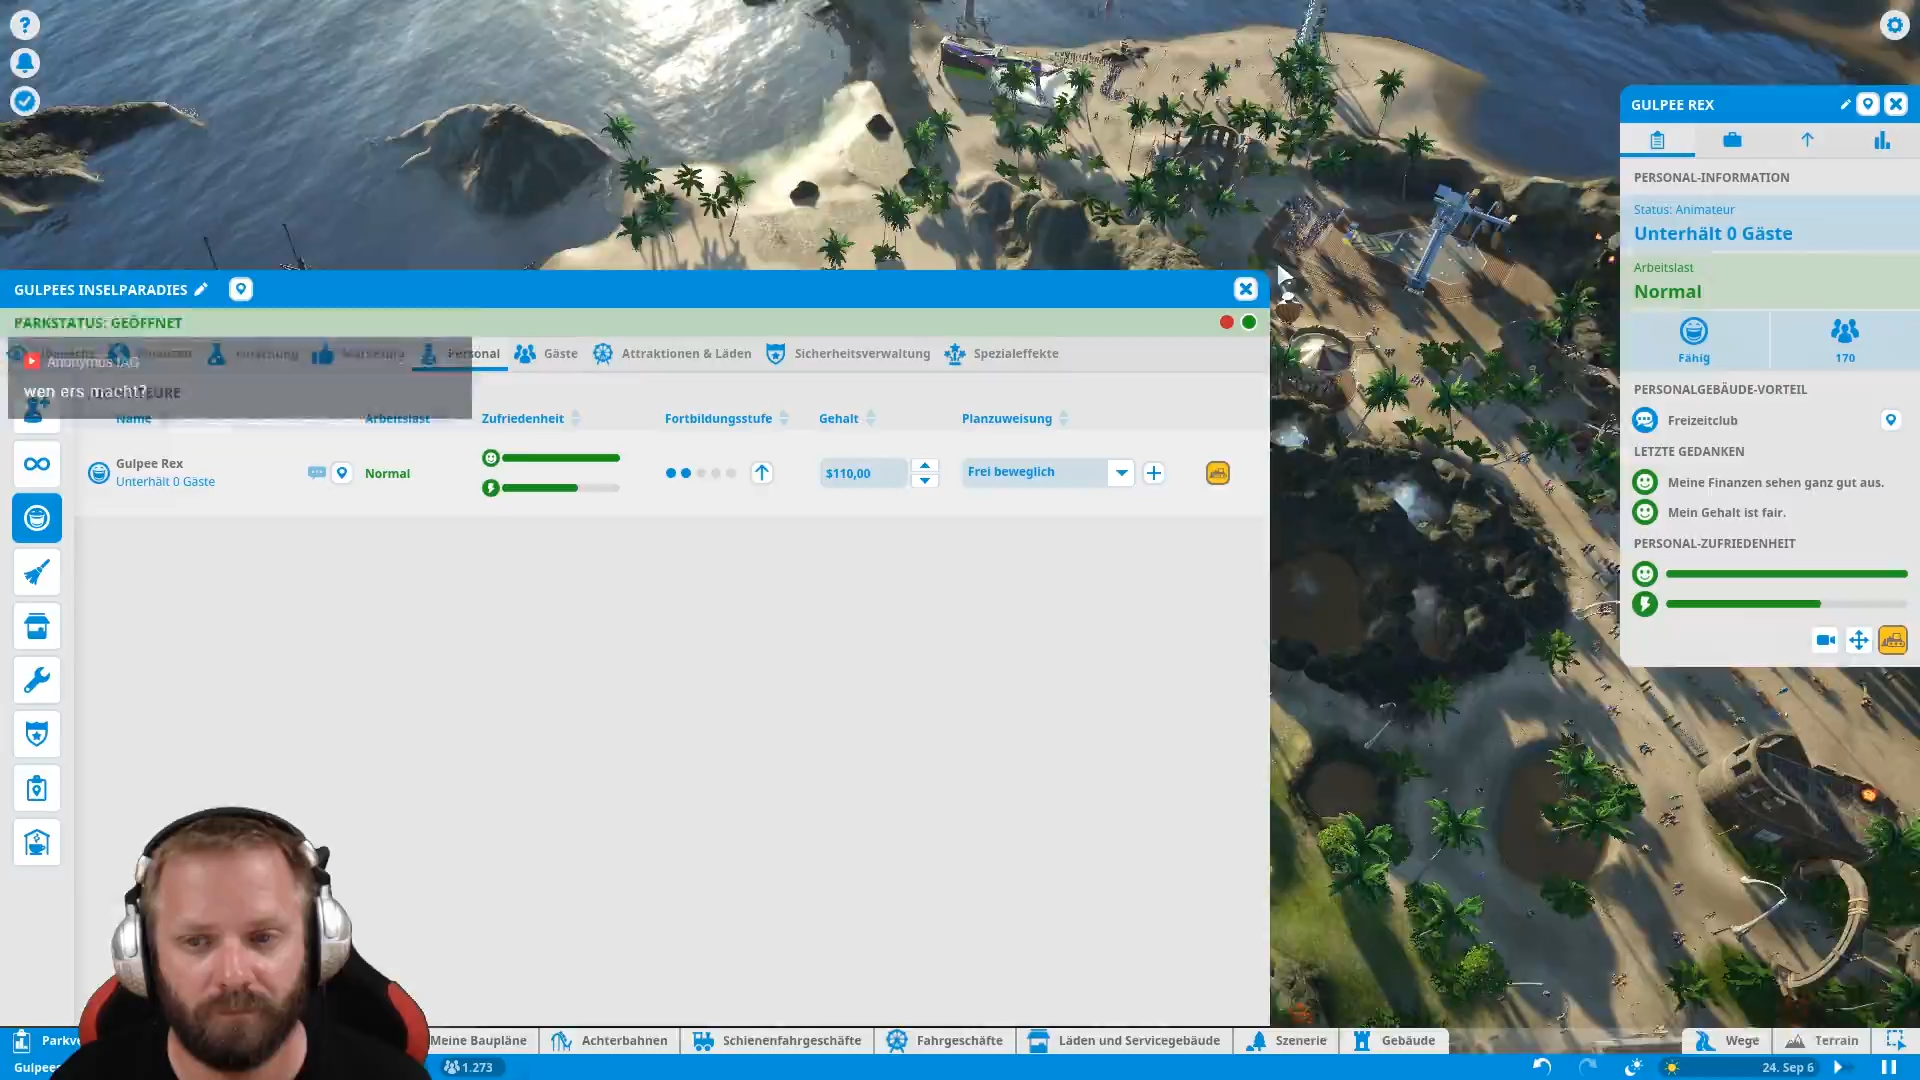 ?
GULPEE REX
PERSONAL-INFORMATION
Status: Animateur
Unterhält 0 Gäste
Arbeitslast
Normal
Fähig
170
PERSONALGEBÄUDE-VORTEIL
Freizeitclub
LETZTE GEDANKEN
Meine Finanzen sehen ganz gut aus.
Mein Gehalt ist fair.
PERSONAL-ZUFRIEDENHEIT
GULPEES INSELPARADIES
PARKSTATUS: GEÖFFNET
Finanzen Forschung Marketing Personal Gäste Attraktionen & Läden Sicherheitsverwaltung Spezialeffekte
wen ers macht?
Name Arbeitslast Zufriedenheit Fortbildungsstufe Gehalt Planzuweisung
Gulpee Rex
Unterhält 0 Gäste
Normal
$110,00
Frei beweglich
Meine Baupläne Achterbahnen Schienenfahrgeschäfte Fahrgeschäfte Läden und Servicegebäude Szenerie Gebäude Wege Terrain
1.273
24. Sep 6